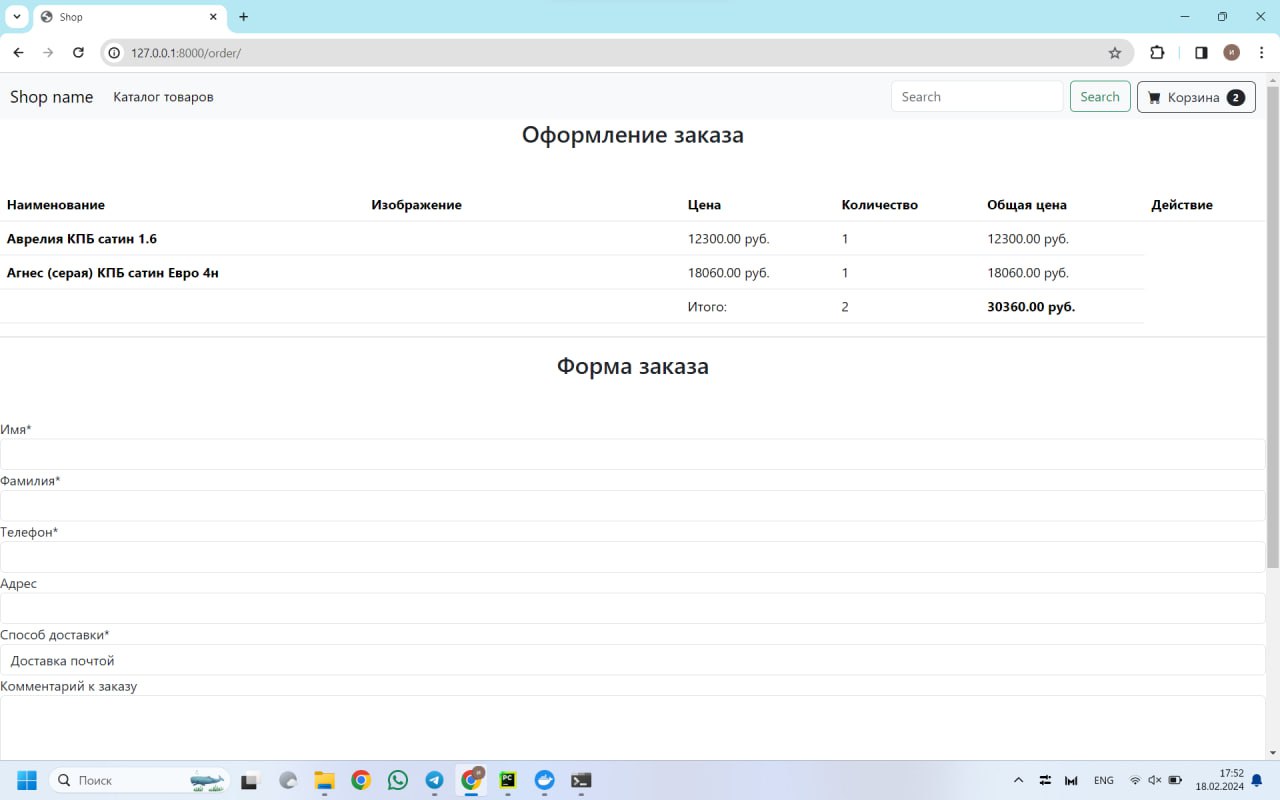 Shop
127.0.0.1:8000/order/
И
Shop name Каталог товаров Search Search Корзина 2
Оформление заказа
Наименование Изображение Цена Количество Общая цена Действие
Аврелия КПБ сатин 1.6 12300.00 руб. 1 12300.00 руб.
Агнес (серая) КПБ сатин Евро 4н 18060.00 руб. 1 18060.00 руб.
Итого: 2 30360.00 руб.
Форма заказа
Имя*
Фамилия*
Телефон*
Адрес
Способ доставки*
Доставка почтой
Комментарий к заказу
Поиск PC ENG 17:52
18.02.2024